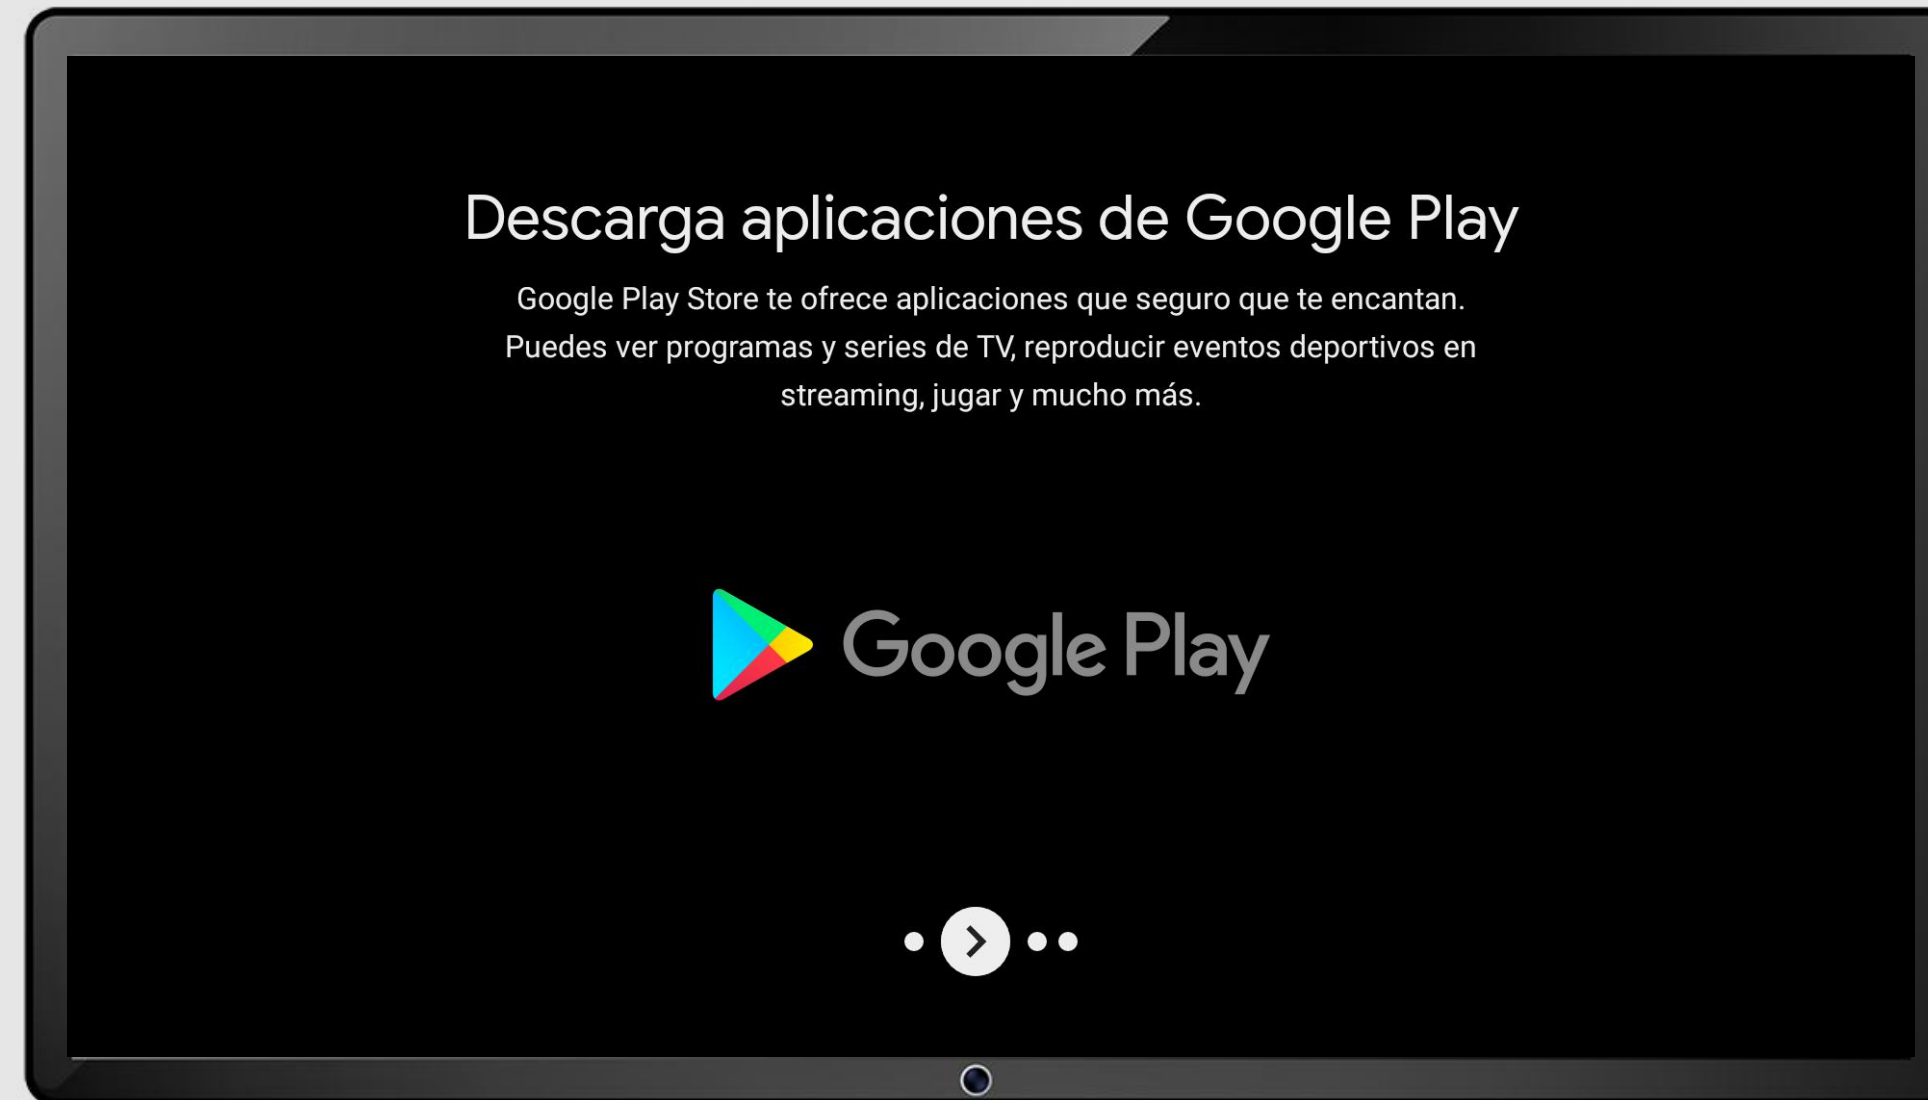 Descarga aplicaciones de Google Play
Google Play Store te ofrece aplicaciones que seguro que te encantan.
Puedes ver programas y series de TV, reproducir eventos deportivos en
streaming, jugar y mucho más.
Google Play